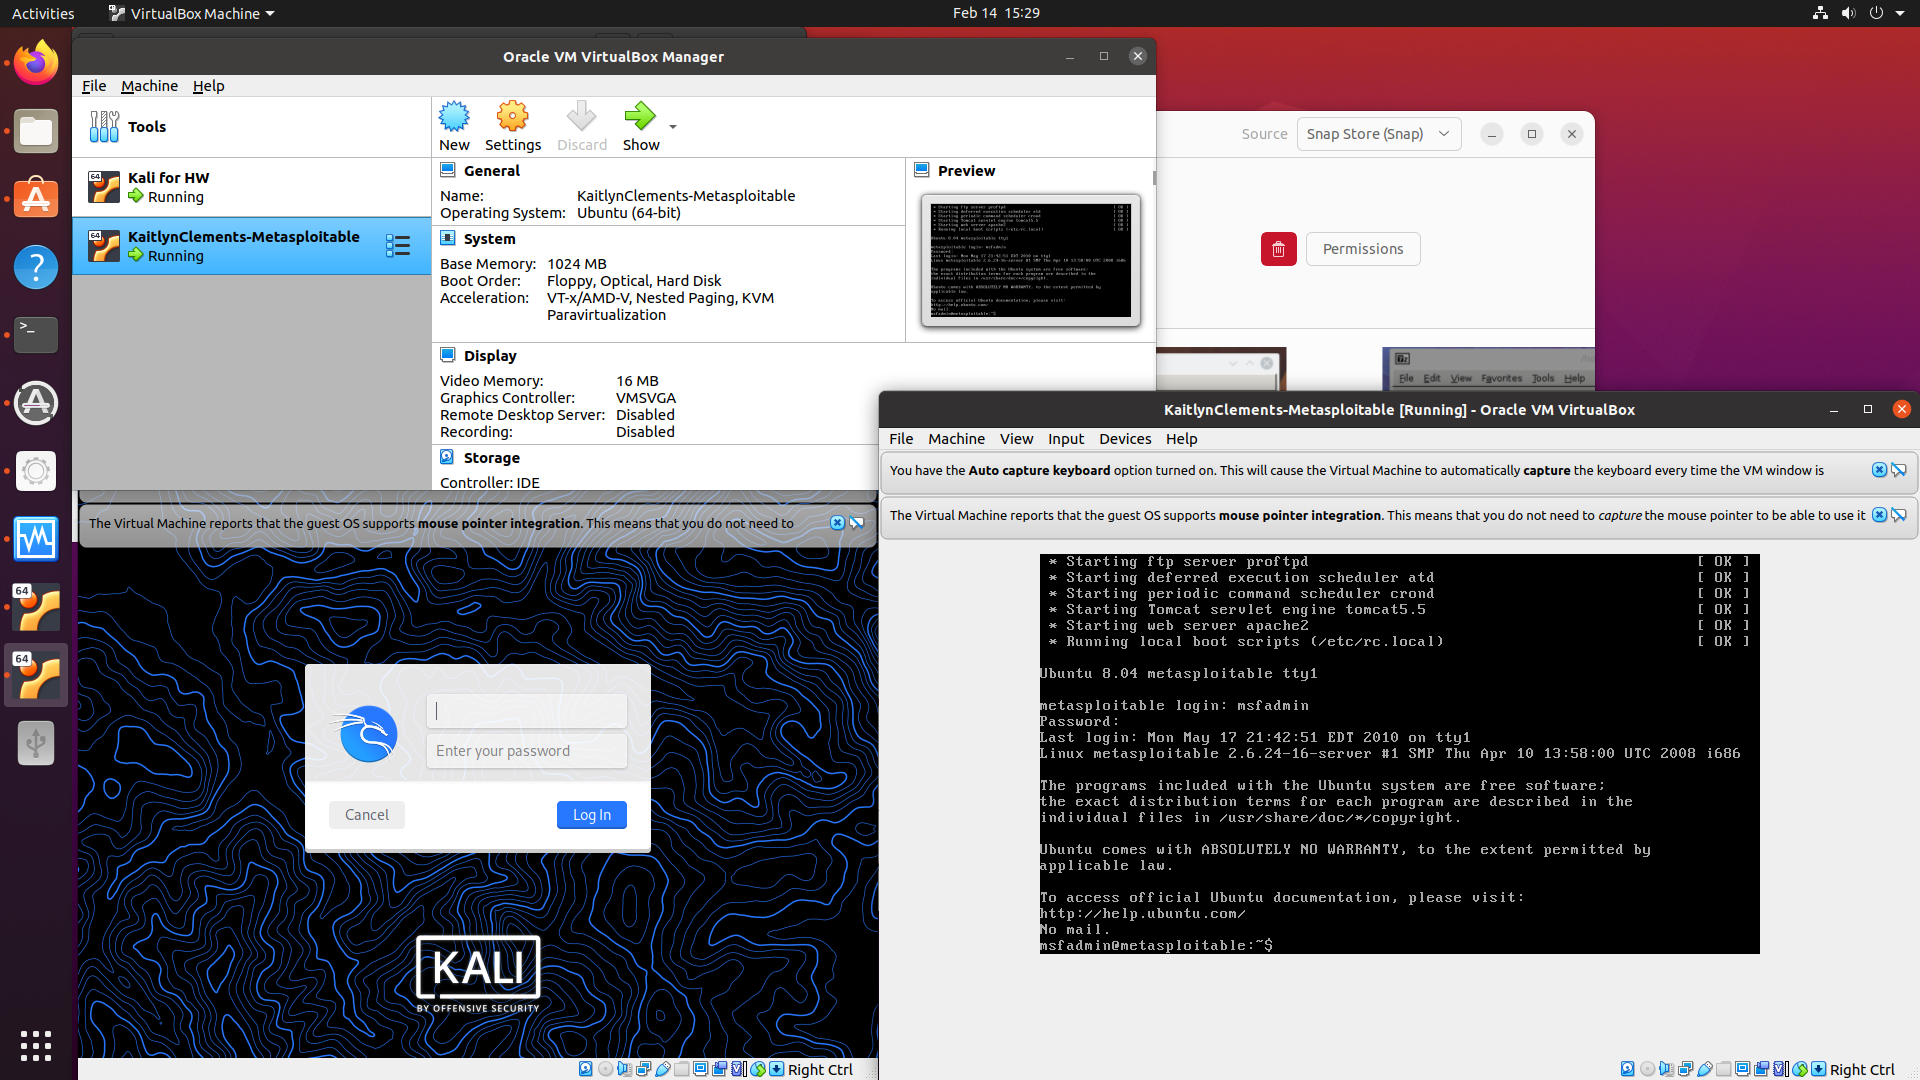 Activities
VirtualBox Machine
Feb 14 15:29
Oracle VM VirtualBox Manager
File Machine Help
Tools
New
Settings
Discard
Show
64
Kali for HW
Running
64
KaitlynClements-Metasploitable
Running
General
Name: KaitlynClements-Metasploitable
Operating System: Ubuntu (64-bit)
System
Base Memory: 1024 MB
Boot Order: Floppy, Optical, Hard Disk
Acceleration: VT-x/AMD-V, Nested Paging, KVM
Paravirtualization
Display
Video Memory: 16 MB
Graphics Controller: VMSVGA
Remote Desktop Server: Disabled
Recording: Disabled
Storage
Controller: IDE
Preview
Source
Snap Store (Snap)
Permissions
File Edit View Favorites Tools Help
The Virtual Machine reports that the guest OS supports mouse pointer integration. This means that you do not need to
Enter your password
Cancel
Log In
KALI
BY OFFENSIVE SECURITY
Right Ctrl
64
64
KaitlynClements-Metasploitable [Running] - Oracle VM VirtualBox
File Machine View Input Devices Help
You have the Auto capture keyboard option turned on. This will cause the Virtual Machine to automatically capture the keyboard every time the VM window is
The Virtual Machine reports that the guest OS supports mouse pointer integration. This means that you do not need to capture the mouse pointer to be able to use it
* Starting ftp server proftpd [ OK ]
* Starting deferred execution scheduler atd [ OK ]
* Starting periodic command scheduler crond [ OK ]
* Starting Tomcat servlet engine tomcat5.5 [ OK ]
* Starting web server apache2 [ OK ]
* Running local boot scripts (/etc/rc.local) [ OK ]
Ubuntu 8.04 metasploitable tty1
metasploitable login: msfadmin
Password:
Last login: Mon May 17 21:42:51 EDT 2010 on tty1
Linux metasploitable 2.6.24-16-server #1 SMP Thu Apr 10 13:58:00 UTC 2008 i686
The programs included with the Ubuntu system are free software;
the exact distribution terms for each program are described in the
individual files in /usr/share/doc/*/copyright.
Ubuntu comes with ABSOLUTELY NO WARRANTY, to the extent permitted by
applicable law.
To access official Ubuntu documentation, please visit:
http://help.ubuntu.com/
No mail.
msfadmin@metasploitable:~$
Right Ctrl